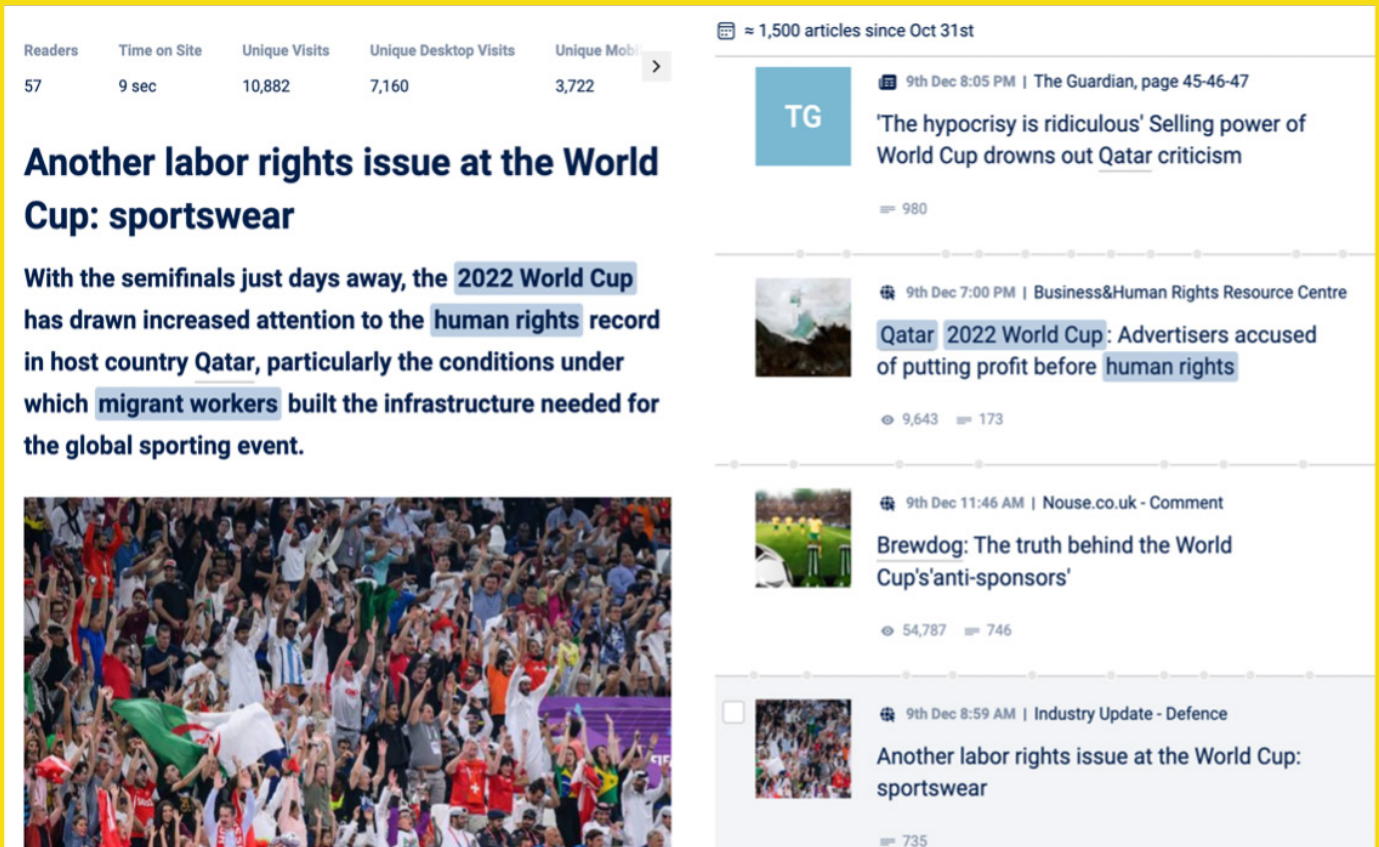 Readers Time on Site Unique Visits Unique Desktop Visits Unique Mobi
57 9 sec 10,882 7,160 3,722
Another labor rights issue at the World
Cup: sportswear
With the semifinals just days away, the 2022 World Cup
has drawn increased attention to the human rights record
in host country Qatar, particularly the conditions under
which migrant workers built the infrastructure needed for
the global sporting event.
≈ 1,500 articles since Oct 31st
TG
9th Dec 8:05 PM | The Guardian, page 45-46-47
'The hypocrisy is ridiculous' Selling power of
World Cup drowns out Qatar criticism
980
9th Dec 7:00 PM | Business&Human Rights Resource Centre
Qatar 2022 World Cup: Advertisers accused
of putting profit before human rights
9,643 173
9th Dec 11:46 AM | Nouse.co.uk - Comment
Brewdog: The truth behind the World
Cup's'anti-sponsors'
54,787 746
9th Dec 8:59 AM | Industry Update - Defence
Another labor rights issue at the World Cup:
sportswear
735